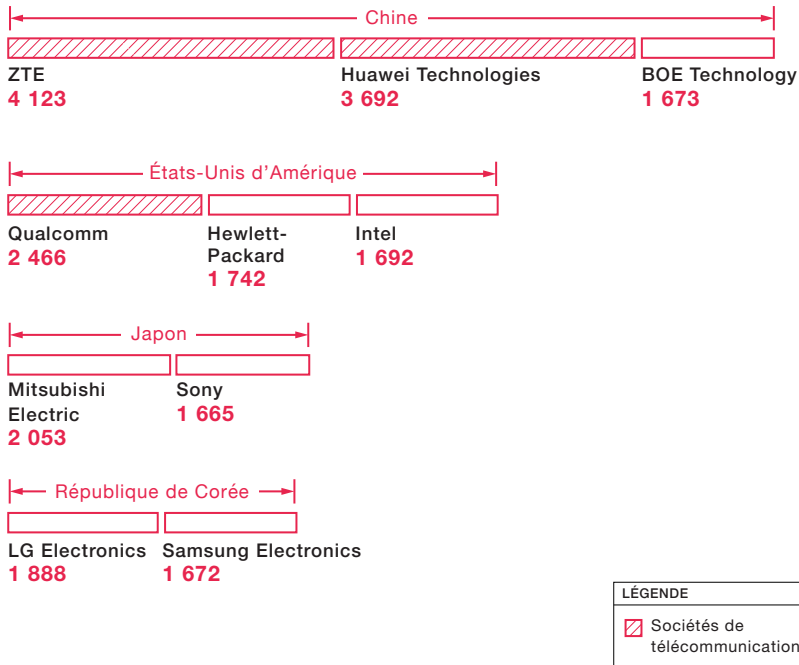 Chine
ZTE
4 123
Huawei Technologies
3 692
BOE Technology
1 673
États-Unis d'Amérique
Qualcomm
2 466
Hewlett-
Packard
1 742
Intel
1 692
Japon
Mitsubishi
Electric
2 053
Sony
1 665
République de Corée
LG Electronics
1 888
Samsung Electronics
1 672
LÉGENDE
Sociétés de
télécommunication